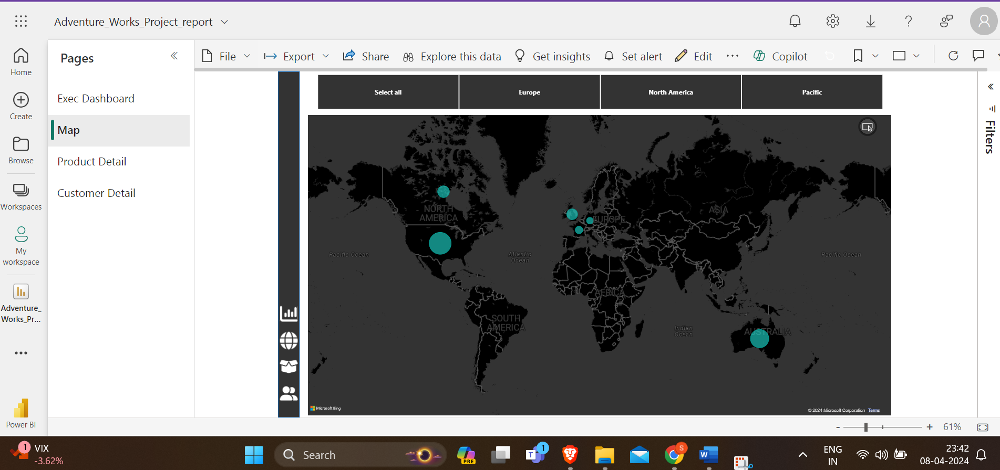 Adventure_Works_Project_report
Home
Create
Browse
Workspaces
My
workspace
Adventure_
Works_Pr...
Power BI
Pages
Exec Dashboard
Map
Product Detail
Customer Detail
File
Export
Share
Explore this data
Get insights
Set alert
Edit
Copilot
Select all
Europe
North America
Pacific
Filters
NORTH
AMERICA
EUROPE
ASIA
Pacific Ocean
Atlantic
Ocean
Pacific Ocean
AFRICA
SOUTH
AMERICA
Indian
Ocean
AUSTRALIA
Microsoft Bing
© 2024 Microsoft Corporation Terms
- + 61%
1
VIX
-3.62%
Search
PRE
T
1
S
W
ENG
IN
23:42
08-04-2024